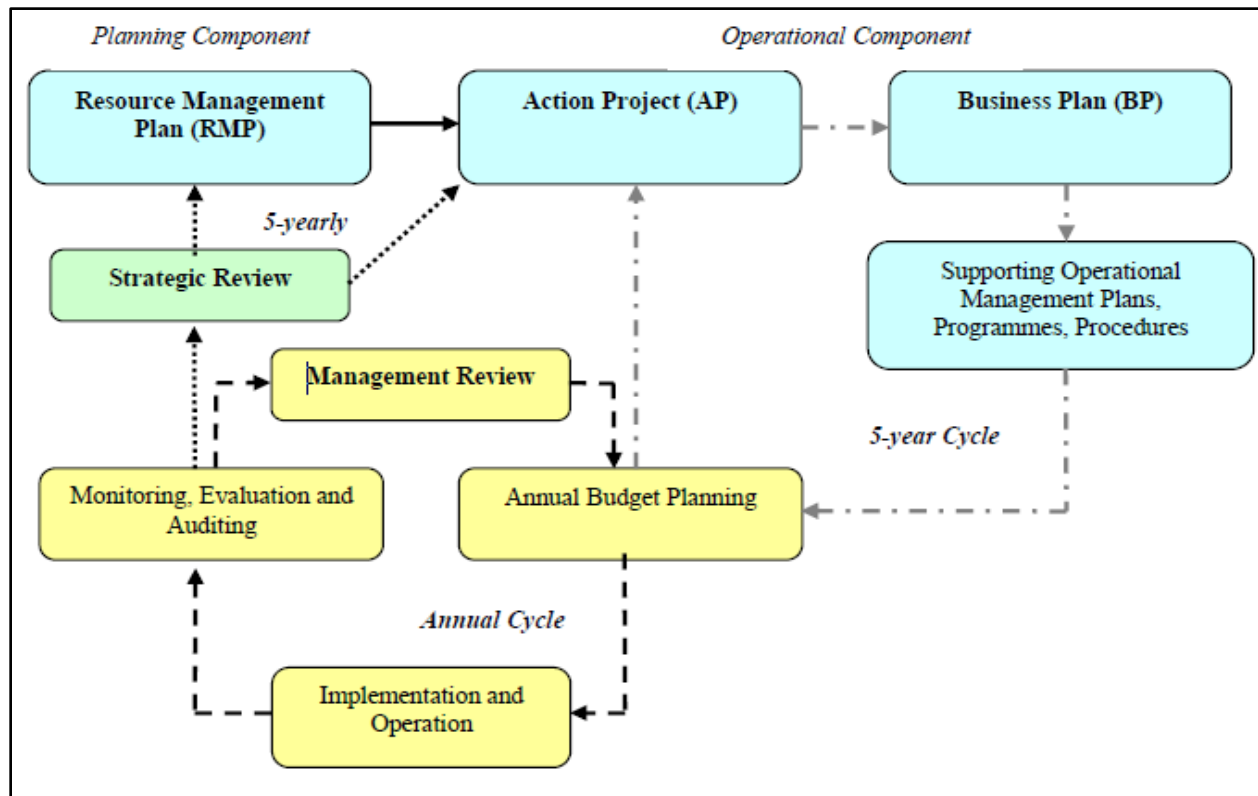 Planning Component
Operational Component
Resource Management
Plan (RMP)
Action Project (AP)
Business Plan (BP)
5-yearly
Strategic Review
Supporting Operational
Management Plans,
Programmes, Procedures
Management Review
5-year Cycle
Monitoring, Evaluation and
Auditing
Annual Budget Planning
Annual Cycle
Implementation and
Operation